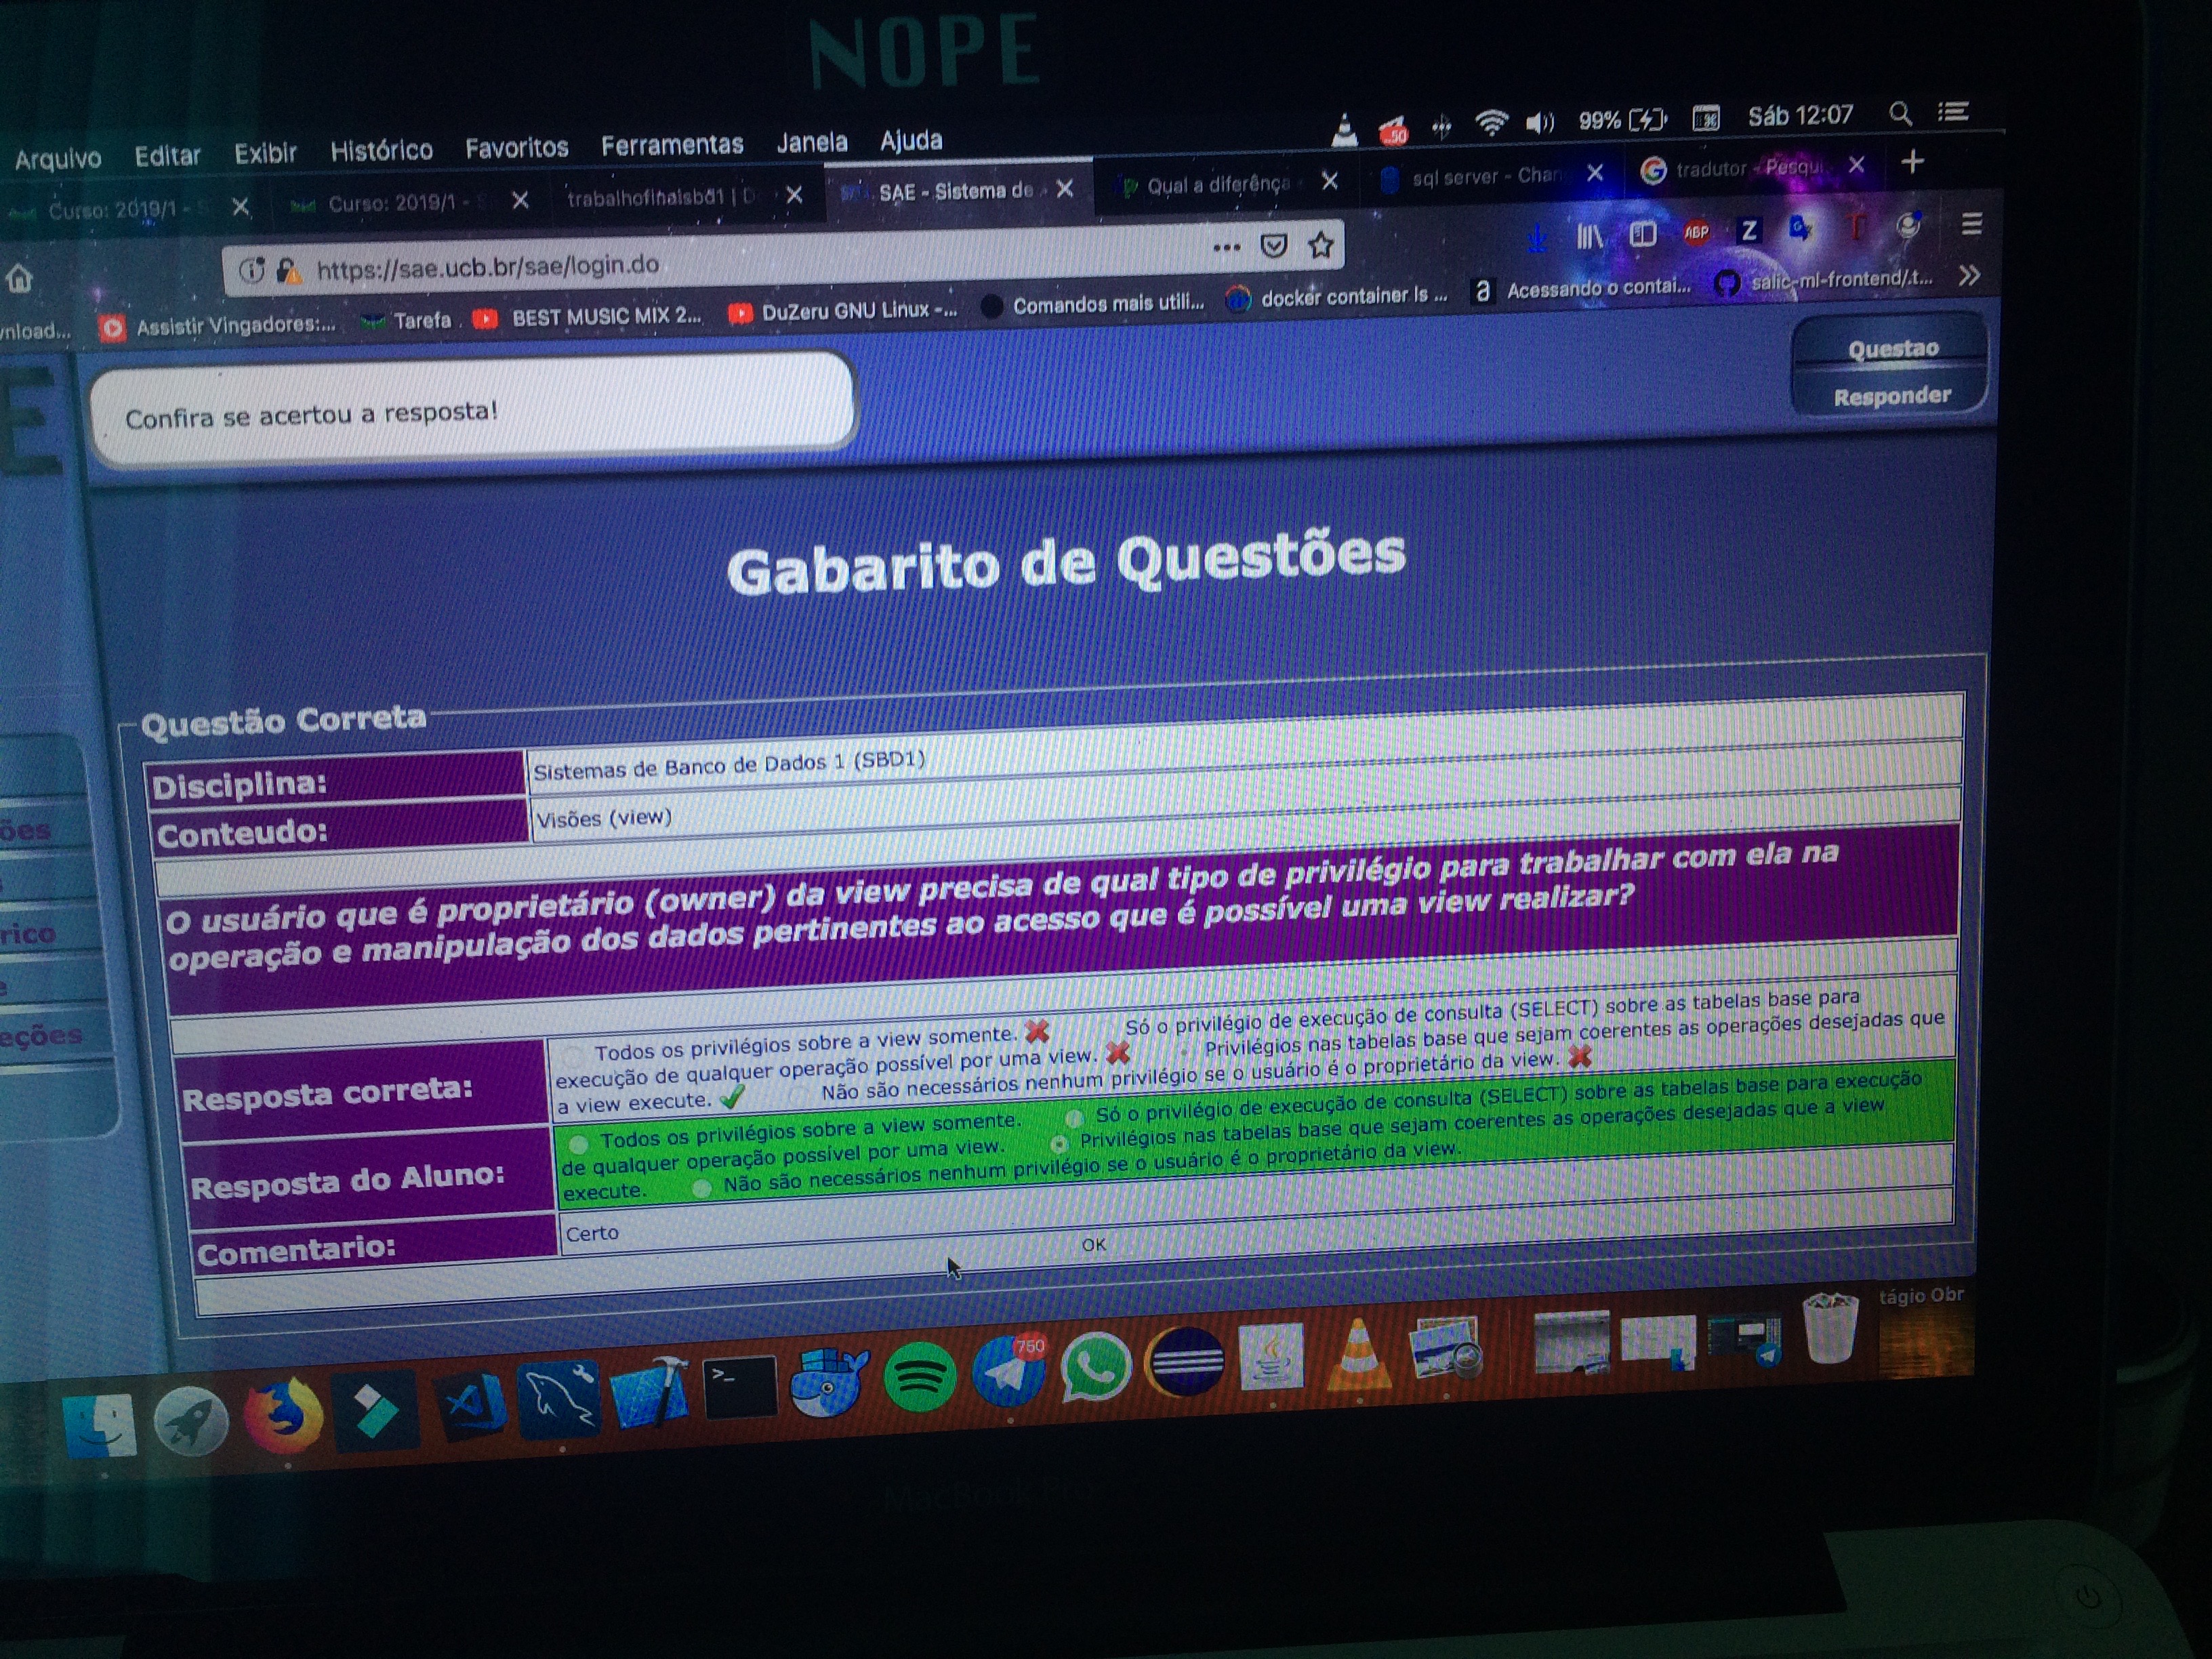 NOPE
Arquivo Editar Exibir Histórico Favoritos Ferramentas Janela Ajuda 50 99% Sáb 12:07
Curso: 2019/1 - Curso: 2019/1 - trabalhofinalsbd1 | D SAE - Sistema de Qual a diferença sql server - Chan tradutor - Pesqui
https://sae.ucb.br/sae/login.do ABP Z
wnload... Assistir Vingadores:... Tarefa BEST MUSIC MIX 2... DuZeru GNU Linux -... Comandos mais utili... docker container ls ... a Acessando o contai... salic-ml-frontend/.t...
Questao
Responder
Confira se acertou a resposta!
E
Gabarito de Questões
Questão Correta
Disciplina: Sistemas de Banco de Dados 1 (SBD1)
Conteudo: Visões (view)
ões
rico
e
eções
O usuário que é proprietário (owner) da view precisa de qual tipo de privilégio para trabalhar com ela na
operação e manipulação dos dados pertinentes ao acesso que é possível uma view realizar?
Resposta correta:
Todos os privilégios sobre a view somente. Só o privilégio de execução de consulta (SELECT) sobre as tabelas base para
execução de qualquer operação possível por uma view. Privilégios nas tabelas base que sejam coerentes as operações desejadas que
a view execute. Não são necessários nenhum privilégio se o usuário é o proprietário da view.
Resposta do Aluno:
Todos os privilégios sobre a view somente. Só o privilégio de execução de consulta (SELECT) sobre as tabelas base para execução
de qualquer operação possível por uma view. Privilégios nas tabelas base que sejam coerentes as operações desejadas que a view
execute. Não são necessários nenhum privilégio se o usuário é o proprietário da view.
Comentario: Certo
OK
tágio Obr
750
MacBook Pro